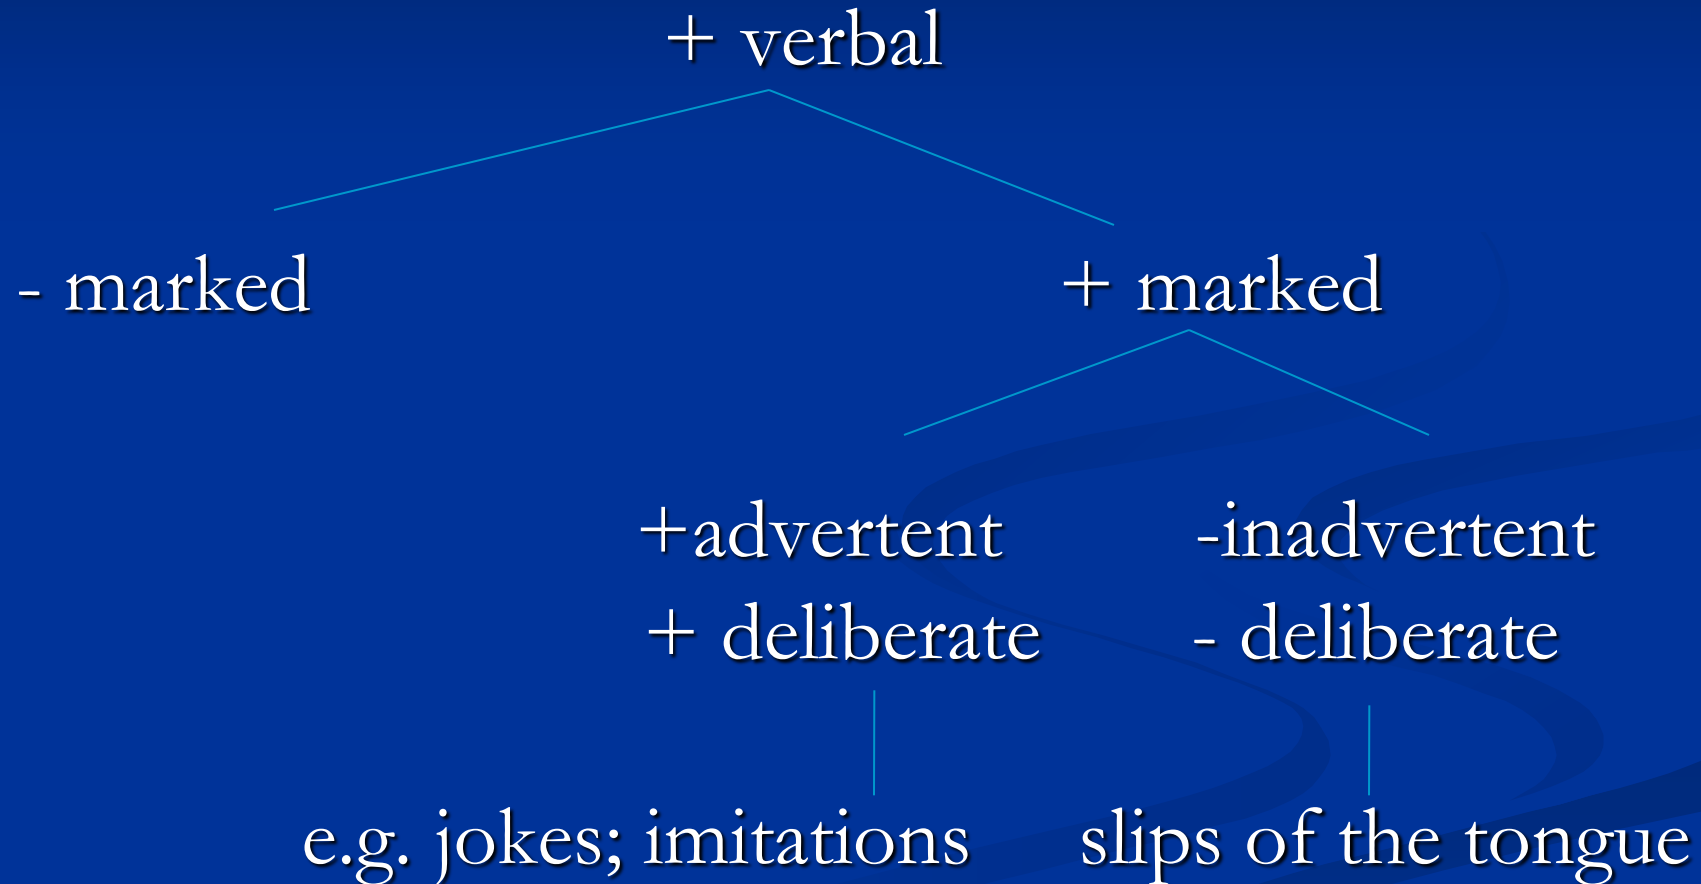 + verbal
- marked + marked
+advertent -inadvertent
+ deliberate - deliberate
e.g. jokes; imitations slips of the tongue